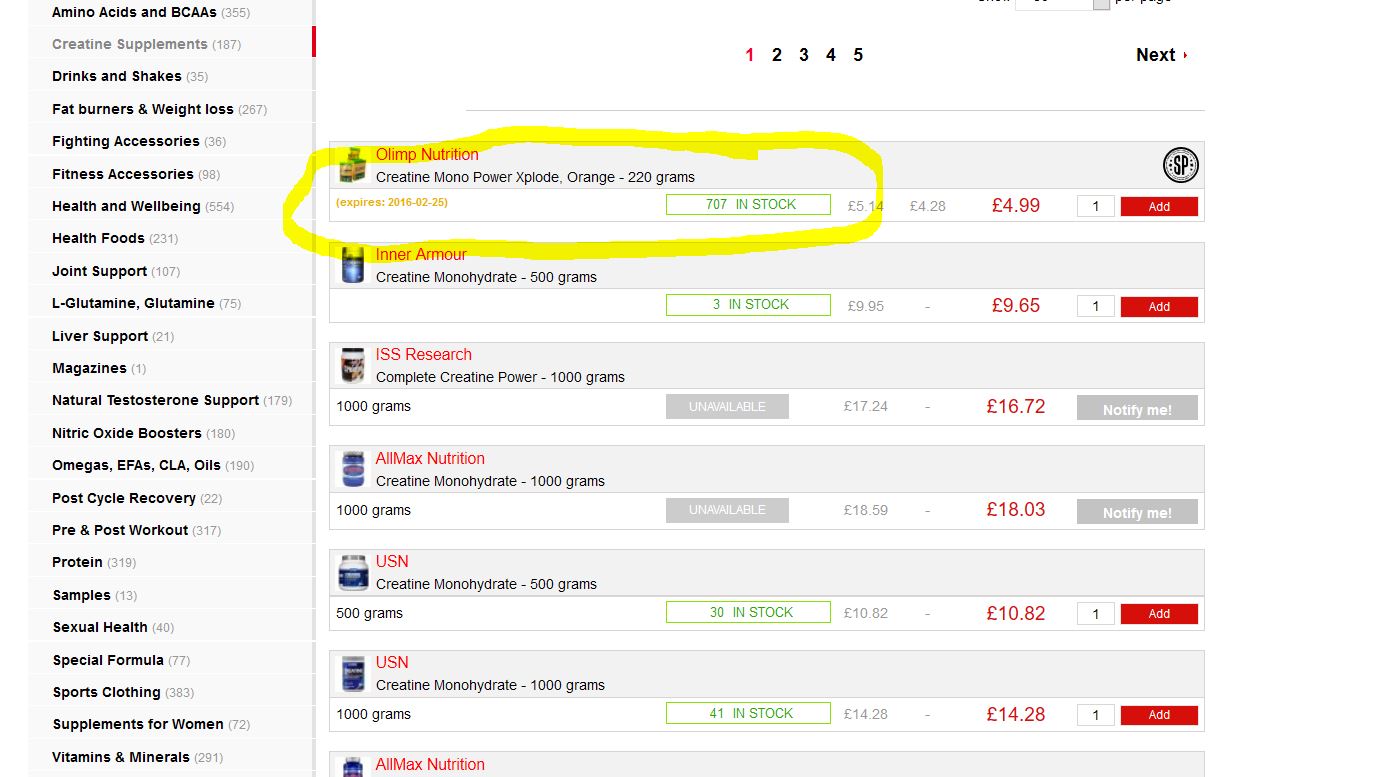 Amino Acids and BCAAs (355)
Creatine Supplements (187)
Drinks and Shakes (35)
Fat burners & Weight loss (267)
Fighting Accessories (36)
Fitness Accessories (98)
Health and Wellbeing (554)
Health Foods (231)
Joint Support (107)
L-Glutamine, Glutamine (75)
Liver Support (21)
Magazines (1)
Natural Testosterone Support (179)
Nitric Oxide Boosters (180)
Omegas, EFAs, CLA, Oils (190)
Post Cycle Recovery (22)
Pre & Post Workout (317)
Protein (319)
Samples (13)
Sexual Health (40)
Special Formula (77)
Sports Clothing (383)
Supplements for Women (72)
Vitamins & Minerals (291)
per page
1 2 3 4 5 Next
Olimp Nutrition
Creatine Mono Power Xplode, Orange - 220 grams
SP
(expires: 2016-02-25) 707 IN STOCK £5.14 £4.28 £4.99 1 Add
Inner Armour
Creatine Monohydrate - 500 grams
3 IN STOCK £9.95 - £9.65 1 Add
ISS Research
Complete Creatine Power - 1000 grams
1000 grams UNAVAILABLE £17.24 - £16.72 Notify me!
AllMax Nutrition
Creatine Monohydrate - 1000 grams
1000 grams UNAVAILABLE £18.59 - £18.03 Notify me!
USN
Creatine Monohydrate - 500 grams
500 grams 30 IN STOCK £10.82 - £10.82 1 Add
USN
Creatine Monohydrate - 1000 grams
1000 grams 41 IN STOCK £14.28 - £14.28 1 Add
AllMax Nutrition